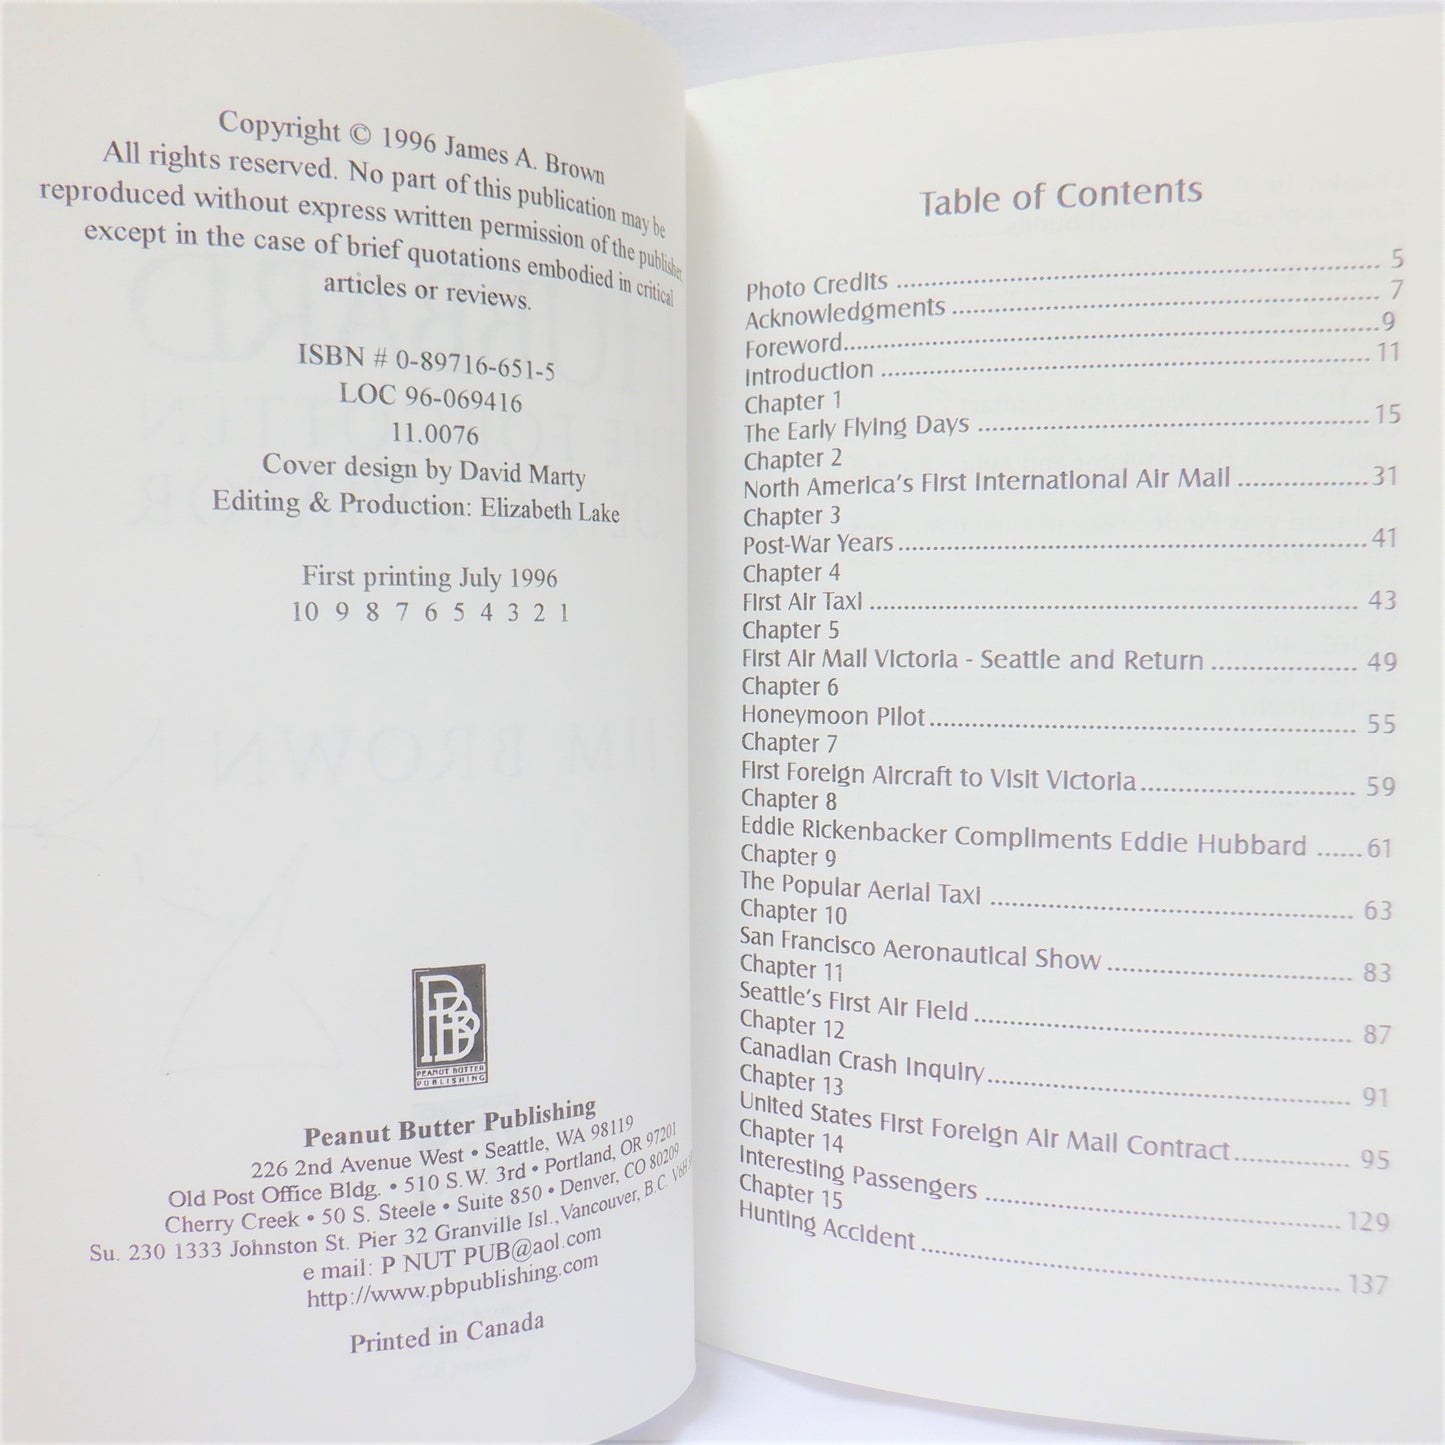 Copyright © 1996 James A. Brown
All rights reserved. No part of this publication may be
reproduced without express written permission of the publisher,
except in the case of brief quotations embodied in critical
articles or reviews.
ISBN # 0-89716-651-5
LOC 96-069416
11.0076
Cover design by David Marty
Editing & Production: Elizabeth Lake
First printing July 1996
10 9 8 7 6 5 4 3 2 1
PBP
PEANUT BUTTER
PUBLISHING
Peanut Butter Publishing
226 2nd Avenue West • Seattle, WA 98119
Old Post Office Bldg. • 510 S.W. 3rd • Portland, OR 97201
Cherry Creek • 50 S. Steele • Suite 850 • Denver, CO 80209
Su. 230 1333 Johnston St. Pier 32 Granville Isl., Vancouver, B.C. V6H
e mail: P NUT PUB@aol.com
http://www.pbpublishing.com
Printed in Canada
Table of Contents
Photo Credits ........ 5
Acknowledgments ........ 7
Foreword........ 9
Introduction ........ 11
Chapter 1
The Early Flying Days ........ 15
Chapter 2
North America's First International Air Mail ........ 31
Chapter 3
Post-War Years ........ 41
Chapter 4
First Air Taxi ........ 43
Chapter 5
First Air Mail Victoria - Seattle and Return ........ 49
Chapter 6
Honeymoon Pilot ........ 55
Chapter 7
First Foreign Aircraft to Visit Victoria ........ 59
Chapter 8
Eddie Rickenbacker Compliments Eddie Hubbard ...... 61
Chapter 9
The Popular Aerial Taxi ........ 63
Chapter 10
San Francisco Aeronautical Show ........ 83
Chapter 11
Seattle's First Air Field ........ 87
Chapter 12
Canadian Crash Inquiry ........ 91
Chapter 13
United States First Foreign Air Mail Contract ........ 95
Chapter 14
Interesting Passengers ........ 129
Chapter 15
Hunting Accident ........ 137